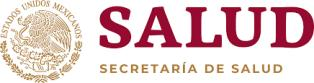 ESTADOS UNIDOS MEXICANOS
SALUD
SECRETARÍA DE SALUD